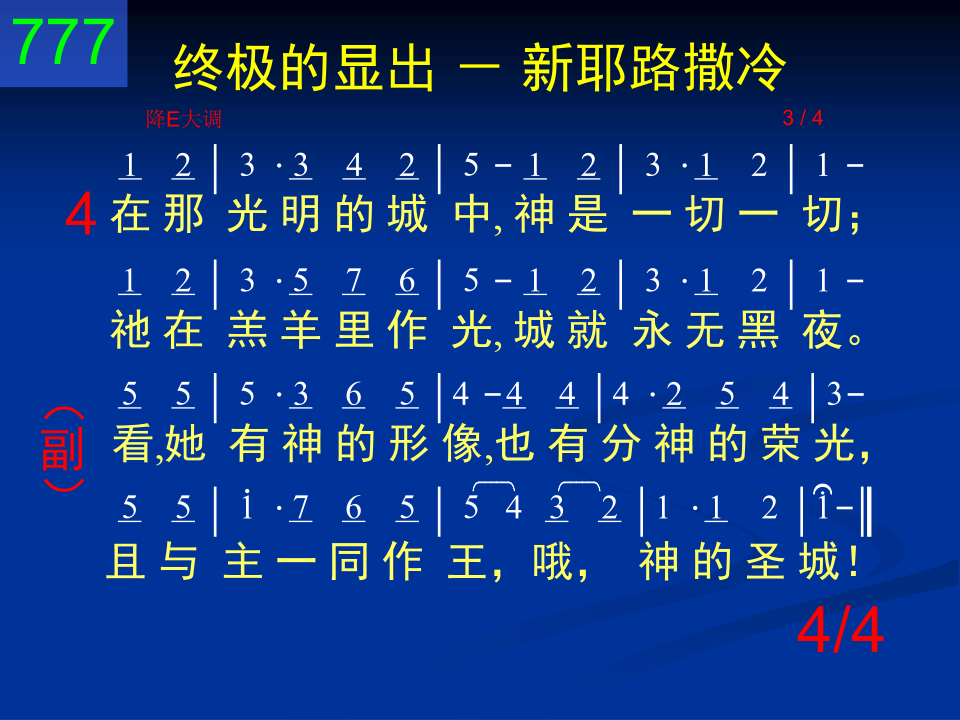 777
终极的显出 － 新耶路撒冷
降E大调 3 / 4
1 2 | 3 · 3 4 2 | 5 - 1 2 | 3 · 1 2 | 1 -
4 在 那 光 明 的 城 中, 神 是 一 切 一 切；
1 2 | 3 · 5 7 6 | 5 - 1 2 | 3 · 1 2 | 1 -
祂 在 羔 羊 里 作 光, 城 就 永 无 黑 夜。
5 5 | 5 · 3 6 5 | 4 - 4 4 | 4 · 2 5 4 | 3 -
（副） 看,她 有 神 的 形 像,也 有 分 神 的 荣 光，
5 5 | i · 7 6 5 | 5 4 3 2 | 1 · 1 2 | i - ‖
且 与 主 一 同 作 王，哦， 神 的 圣 城！
4/4